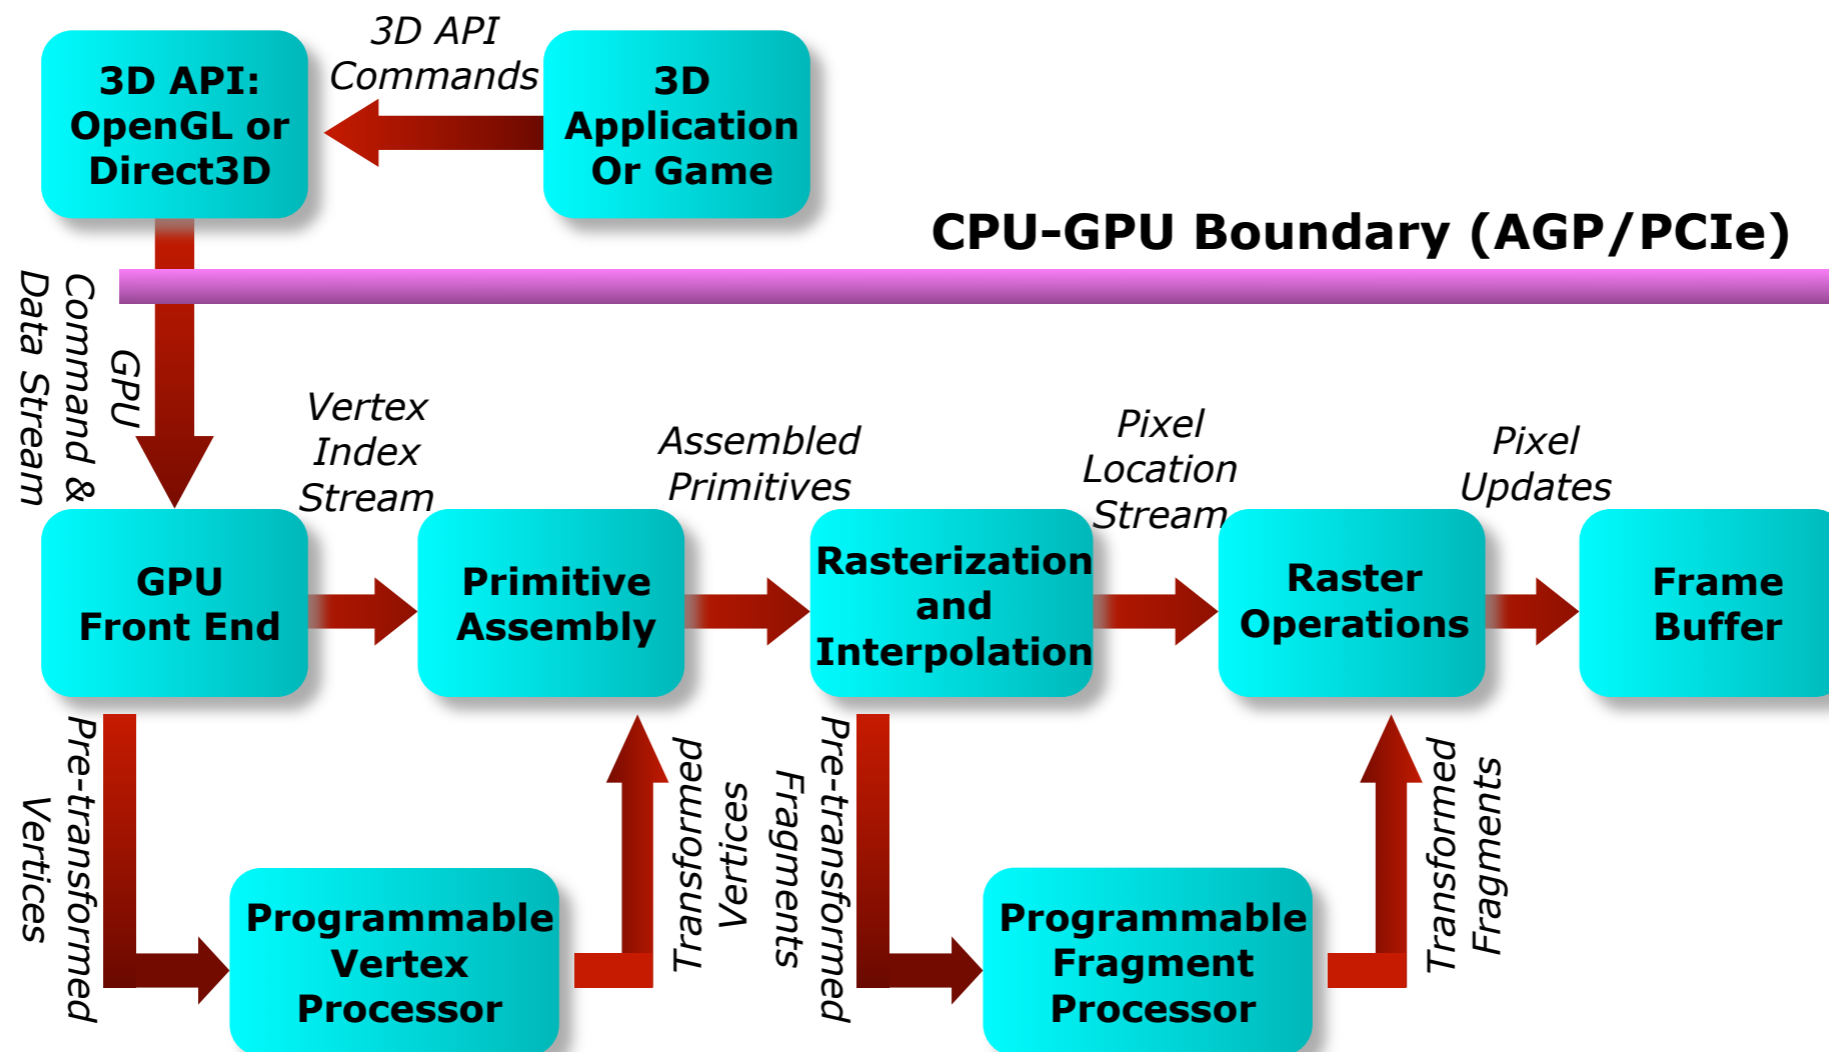 3D API
Commands
3D API:
OpenGL or
Direct3D
3D
Application
Or Game
CPU-GPU Boundary (AGP/PCIe)
GPU
Command &
Data Stream
Vertex
Index
Stream
Assembled
Primitives
Pixel
Location
Stream
Pixel
Updates
GPU
Front End
Primitive
Assembly
Rasterization
and
Interpolation
Raster
Operations
Frame
Buffer
Pre-transformed
Vertices
Transformed
Vertices
Pre-transformed
Fragments
Transformed
Fragments
Programmable
Vertex
Processor
Programmable
Fragment
Processor